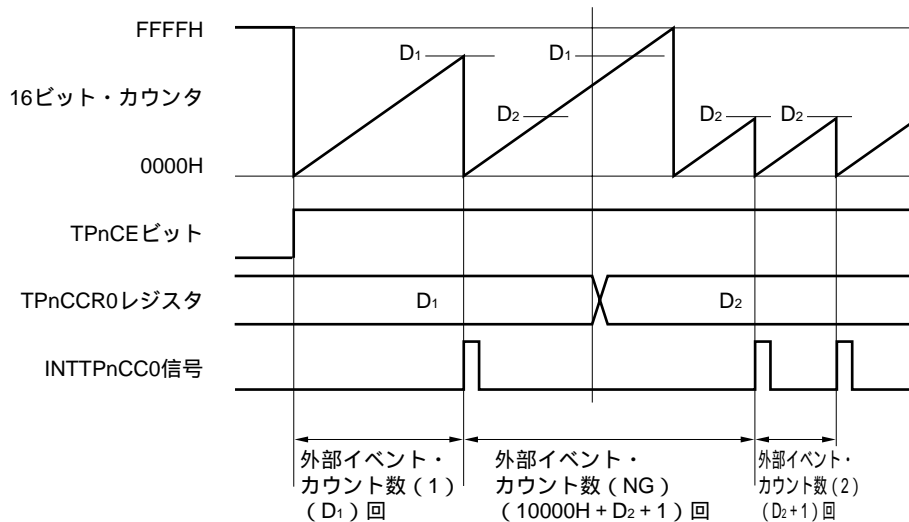 FFFFH
D1
D1
16ビット・カウンタ
D2
D2
D2
0000H
TPnCEビット
TPnCCR0レジスタ
D1
D2
INTTPnCC0信号
外部イベント・
カウント数（1）
（D1）回
外部イベント・
カウント数（NG）
（10000H + D2 + 1）回
外部イベント・
カウント数(2)
(D2+1)回